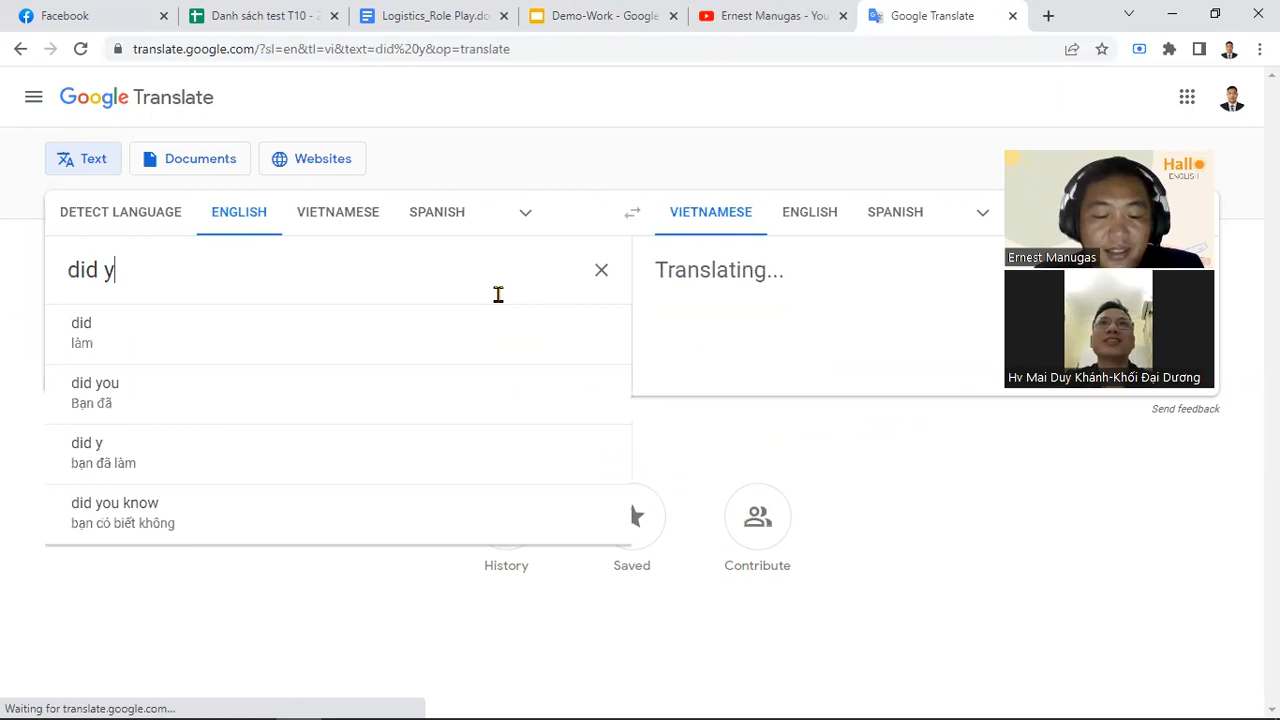 Facebook
Danh sách test T10 - 2
Logistics_Role Play.do
Demo-Work - Google
Ernest Manugas - You
Google Translate
translate.google.com/?sl=en&tl=vi&text=did%20y&op=translate
Google Translate
Text
Documents
Websites
DETECT LANGUAGE
ENGLISH
VIETNAMESE
SPANISH
VIETNAMESE
ENGLISH
SPANISH
did y
Translating...
did
làm
did you
Bạn đã
did y
bạn đã làm
did you know
bạn có biết không
Hallo
ENGLISH
Ernest Manugas
Hv Mai Duy Khánh-Khối Đại Dương
Send feedback
History
Saved
Contribute
Waiting for translate.google.com...